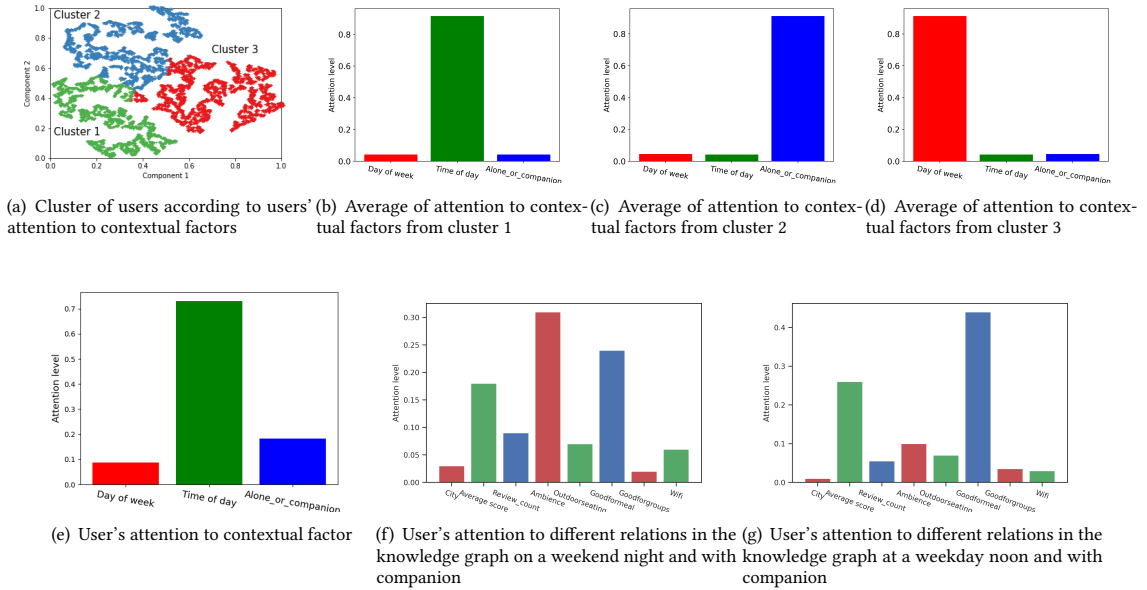 1.0
0.8
0.6
0.4
0.2
0.0
Component 2
Cluster 2
Cluster 3
Cluster 1
0.0 0.2 0.4 0.6 0.8 1.0
Component 1
0.8
0.6
0.4
0.2
0.0
Attention level
Day of week Time of day Alone_or_companion
0.8
0.6
0.4
0.2
0.0
Attention level
Day of week Time of day Alone_or_companion
0.8
0.6
0.4
0.2
0.0
Attention level
Day of week Time of day Alone_or_companion
(a) Cluster of users according to users'
attention to contextual factors
(b) Average of attention to contex-
tual factors from cluster 1
(c) Average of attention to contex-
tual factors from cluster 2
(d) Average of attention to contex-
tual factors from cluster 3
0.7
0.6
0.5
0.4
0.3
0.2
0.1
0.0
Attention level
Day of week Time of day Alone_or_companion
0.30
0.25
0.20
0.15
0.10
0.05
0.00
Attention level
City Average score Review_count Ambience Outdoorseating Goodformeal Goodforgroups Wifi
0.4
0.3
0.2
0.1
0.0
Attention level
City Average score Review_count Ambience Outdoorseating Goodformeal Goodforgroups Wifi
(e) User's attention to contextual factor
(f) User's attention to different relations in the
knowledge graph on a weekend night and with
companion
(g) User's attention to different relations in the
knowledge graph at a weekday noon and with
companion